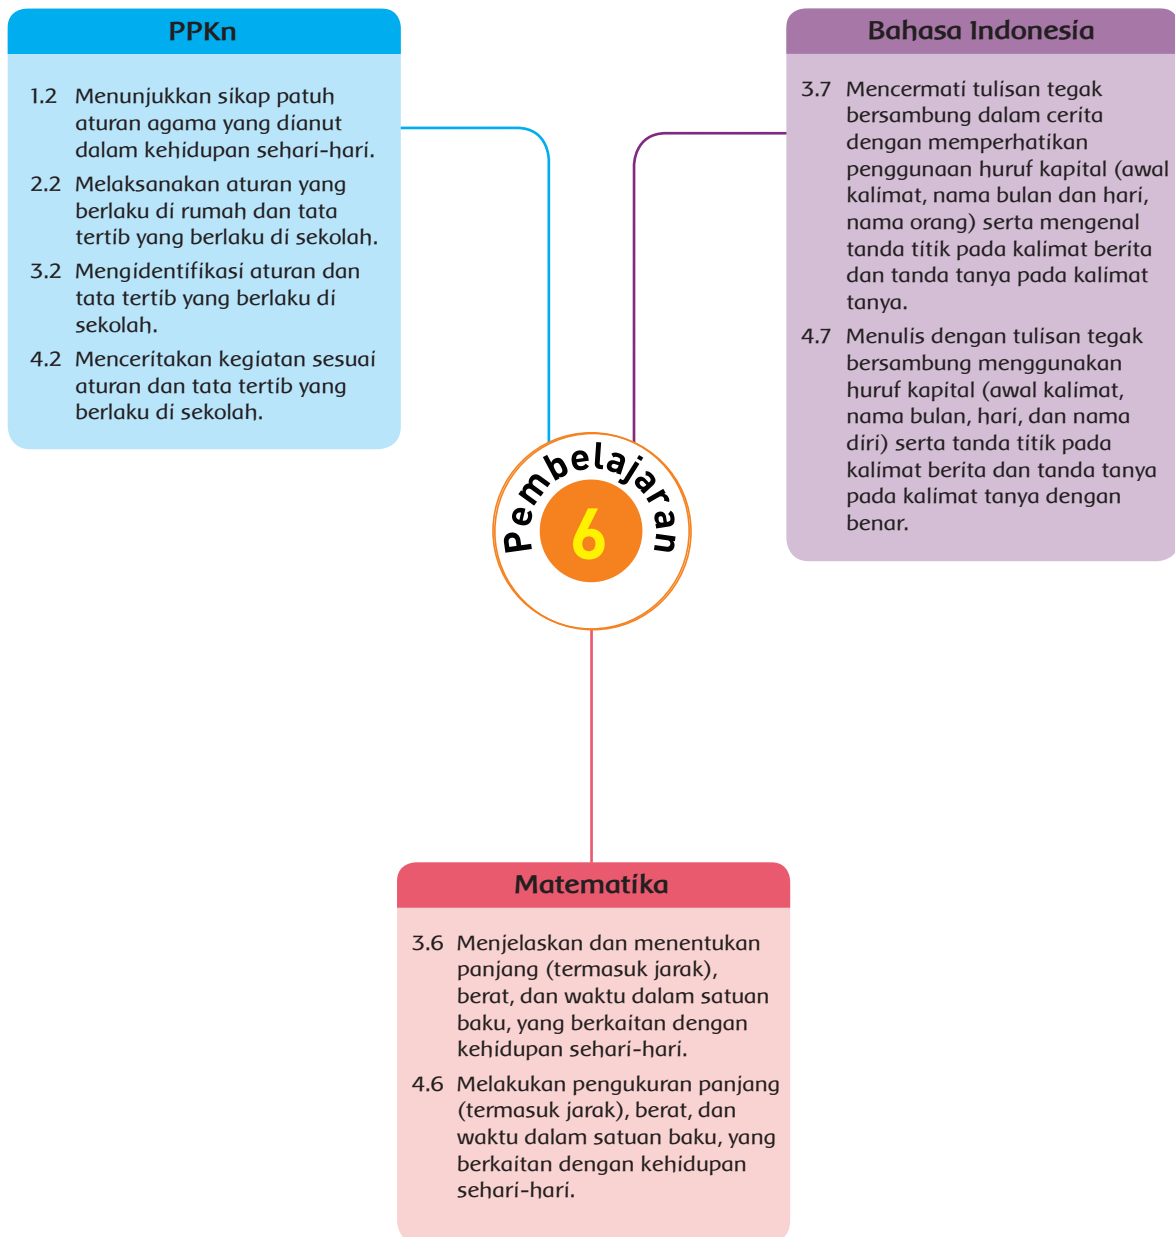 PPKn
1.2 Menunjukkan sikap patuh
aturan agama yang dianut
dalam kehidupan sehari-hari.
2.2 Melaksanakan aturan yang
berlaku di rumah dan tata
tertib yang berlaku di sekolah.
3.2 Mengidentifikasi aturan dan
tata tertib yang berlaku di
sekolah.
4.2 Menceritakan kegiatan sesuai
aturan dan tata tertib yang
berlaku di sekolah.
Bahasa Indonesia
3.7 Mencermati tulisan tegak
bersambung dalam cerita
dengan memperhatikan
penggunaan huruf kapital (awal
kalimat, nama bulan dan hari,
nama orang) serta mengenal
tanda titik pada kalimat berita
dan tanda tanya pada kalimat
tanya.
4.7 Menulis dengan tulisan tegak
bersambung menggunakan
huruf kapital (awal kalimat,
nama bulan, hari, dan nama
diri) serta tanda titik pada
kalimat berita dan tanda tanya
pada kalimat tanya dengan
benar.
Pembelajaran
6
Matematika
3.6 Menjelaskan dan menentukan
panjang (termasuk jarak),
berat, dan waktu dalam satuan
baku, yang berkaitan dengan
kehidupan sehari-hari.
4.6 Melakukan pengukuran panjang
(termasuk jarak), berat, dan
waktu dalam satuan baku, yang
berkaitan dengan kehidupan
sehari-hari.